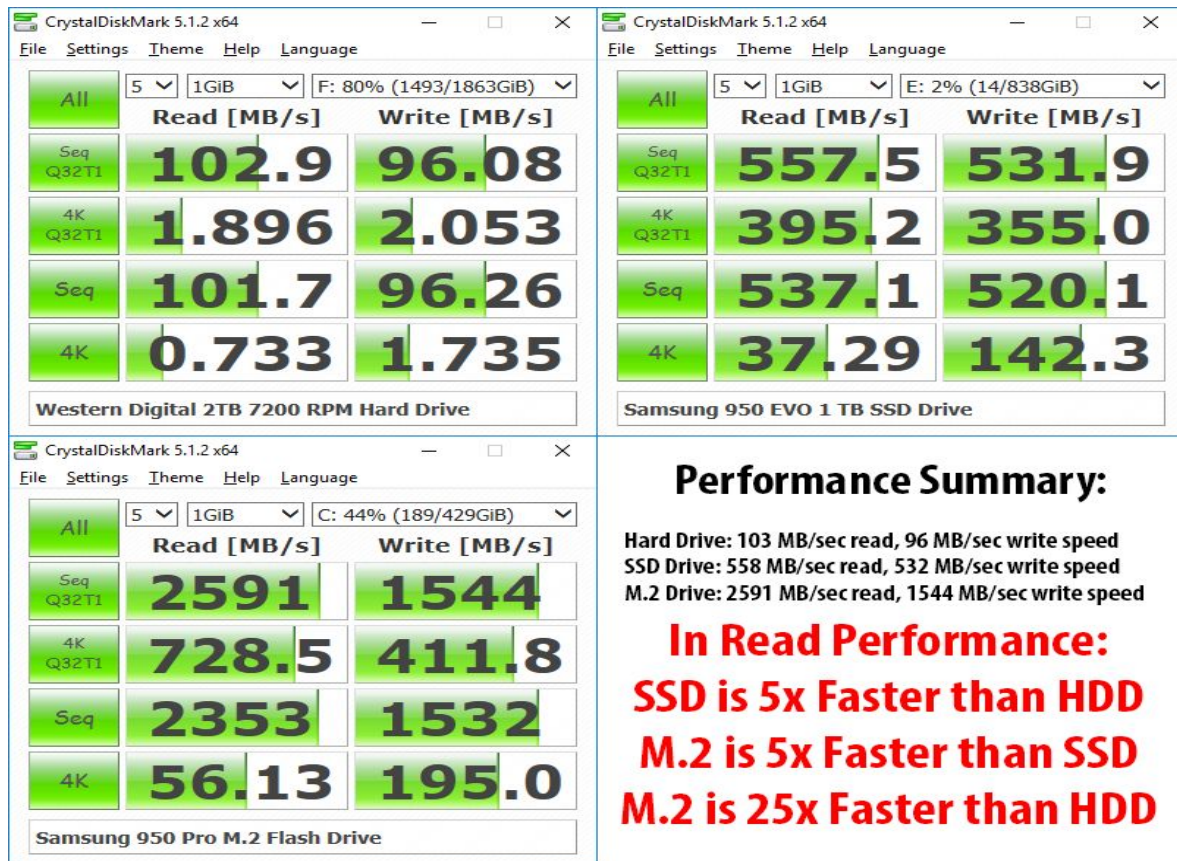 CrystalDiskMark 5.1.2 x64
File Settings Theme Help Language
All 5 1GiB F: 80% (1493/1863GiB)
Read [MB/s] Write [MB/s]
Seq Q32T1 102.9 96.08
4K Q32T1 1.896 2.053
Seq 101.7 96.26
4K 0.733 1.735
Western Digital 2TB 7200 RPM Hard Drive
CrystalDiskMark 5.1.2 x64
File Settings Theme Help Language
All 5 1GiB E: 2% (14/838GiB)
Read [MB/s] Write [MB/s]
Seq Q32T1 557.5 531.9
4K Q32T1 395.2 355.0
Seq 537.1 520.1
4K 37.29 142.3
Samsung 950 EVO 1 TB SSD Drive
CrystalDiskMark 5.1.2 x64
File Settings Theme Help Language
All 5 1GiB C: 44% (189/429GiB)
Read [MB/s] Write [MB/s]
Seq Q32T1 2591 1544
4K Q32T1 728.5 411.8
Seq 2353 1532
4K 56.13 195.0
Samsung 950 Pro M.2 Flash Drive
Performance Summary:
Hard Drive: 103 MB/sec read, 96 MB/sec write speed
SSD Drive: 558 MB/sec read, 532 MB/sec write speed
M.2 Drive: 2591 MB/sec read, 1544 MB/sec write speed
In Read Performance:
SSD is 5x Faster than HDD
M.2 is 5x Faster than SSD
M.2 is 25x Faster than HDD